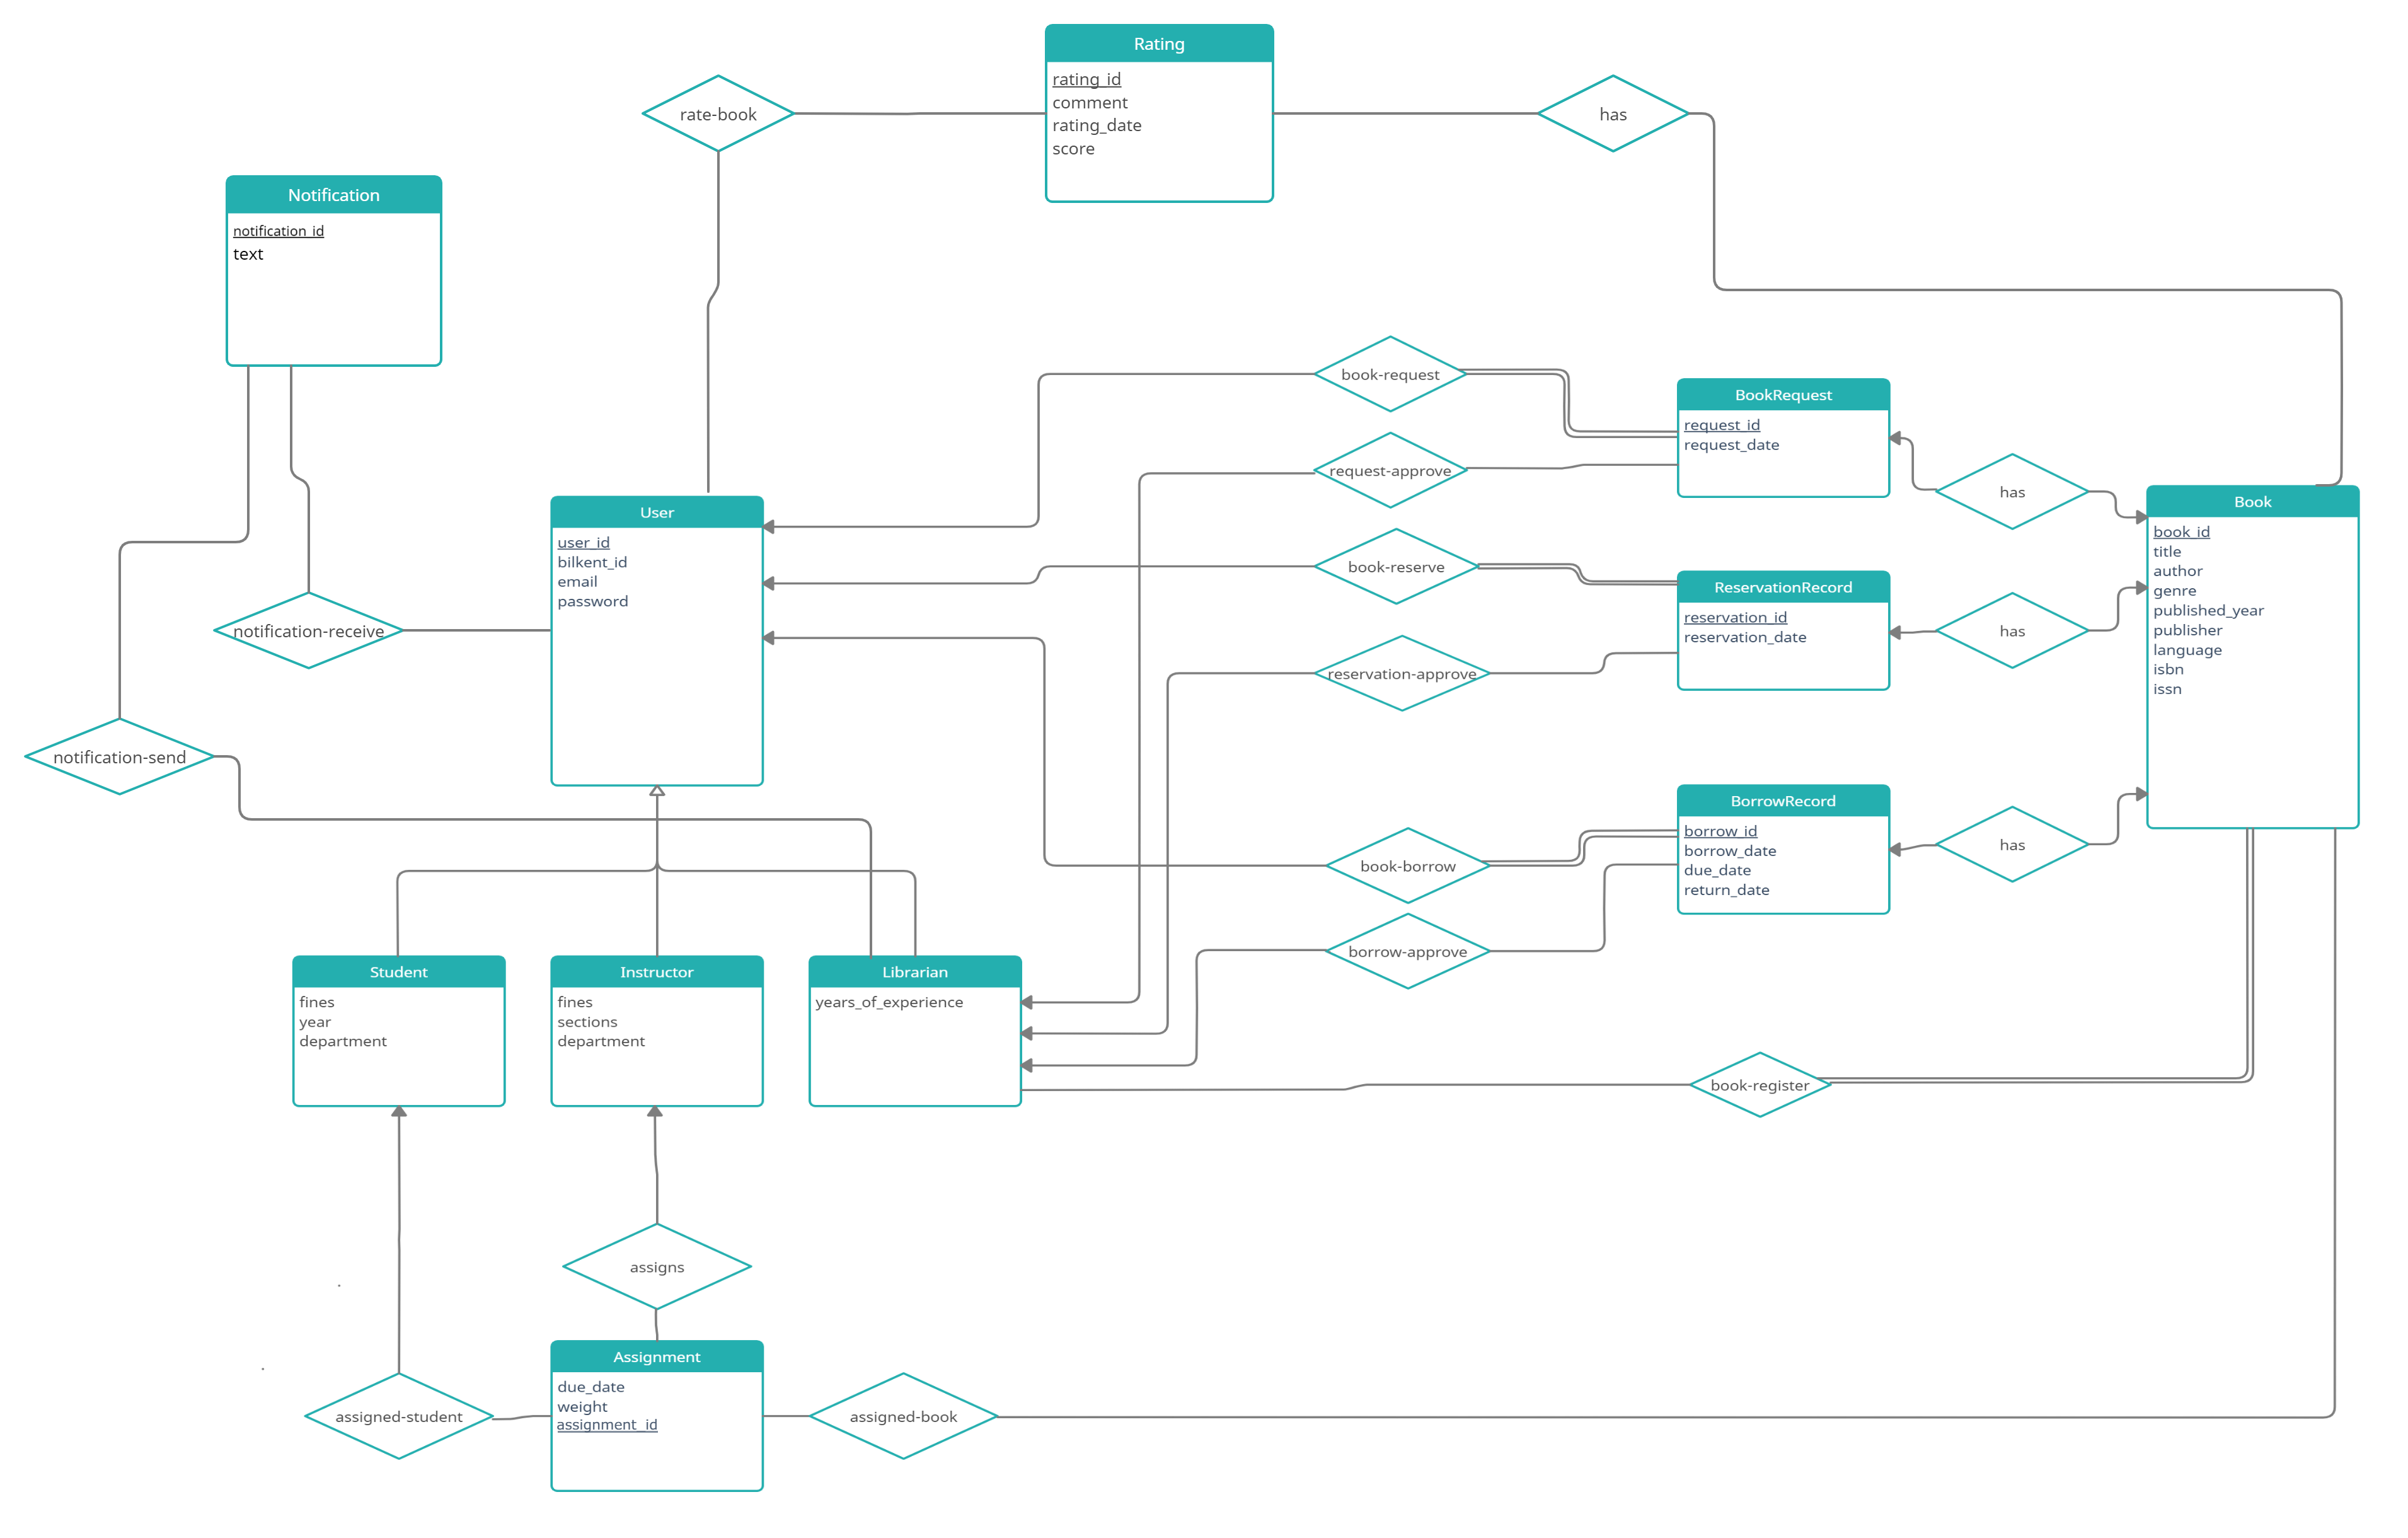 Rating
rating_id
comment
rating_date
score
rate-book
has
Notification
notification_id
text
book-request
BookRequest
request_id
request_date
request-approve
has
Book
book_id
title
author
genre
published_year
publisher
language
isbn
issn
User
user_id
bilkent_id
email
password
book-reserve
ReservationRecord
reservation_id
reservation_date
has
notification-receive
reservation-approve
notification-send
BorrowRecord
borrow_id
borrow_date
due_date
return_date
has
book-borrow
borrow-approve
Student
fines
year
department
Instructor
fines
sections
department
Librarian
years_of_experience
book-register
assigns
Assignment
due_date
weight
assignment_id
assigned-student
assigned-book